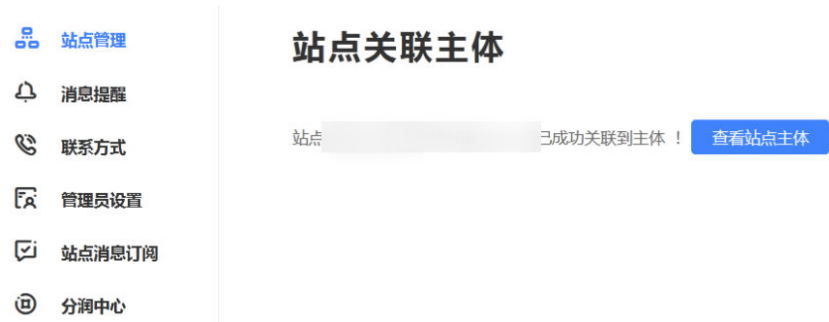 站点管理
消息提醒
联系方式
管理员设置
站点消息订阅
分润中心
站点关联主体
站点 已成功关联到主体 ！ 查看站点主体